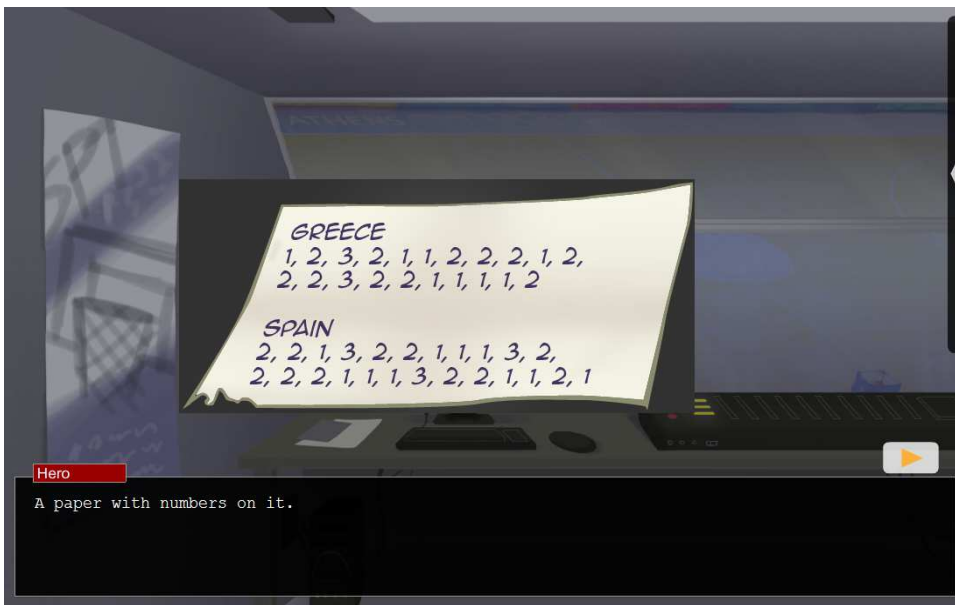 ATHENS
GREECE
1, 2, 3, 2, 1, 1, 2, 2, 2, 1, 2,
2, 2, 3, 2, 2, 1, 1, 1, 1, 2
SPAIN
2, 2, 1, 3, 2, 2, 1, 1, 1, 3, 2,
2, 2, 2, 1, 1, 1, 3, 2, 2, 1, 1, 2, 1
Hero
A paper with numbers on it.